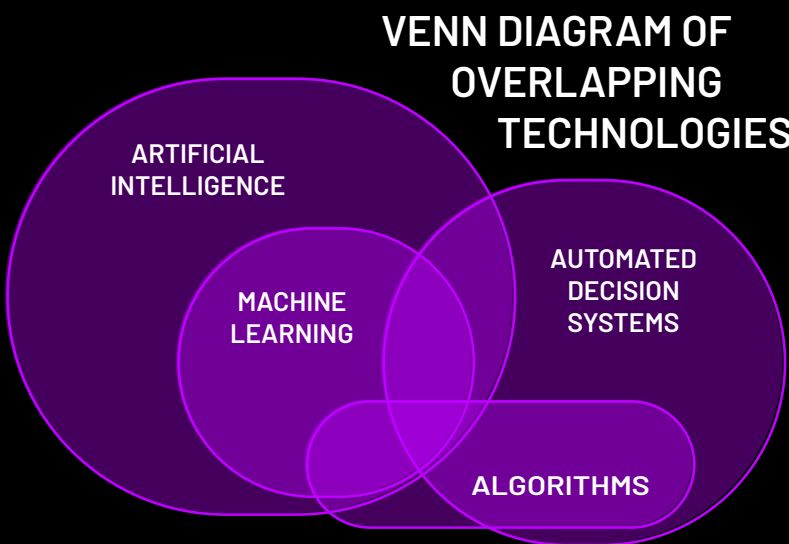 VENN DIAGRAM OF
OVERLAPPING
TECHNOLOGIES
ARTIFICIAL
INTELLIGENCE
MACHINE
LEARNING
AUTOMATED
DECISION
SYSTEMS
ALGORITHMS